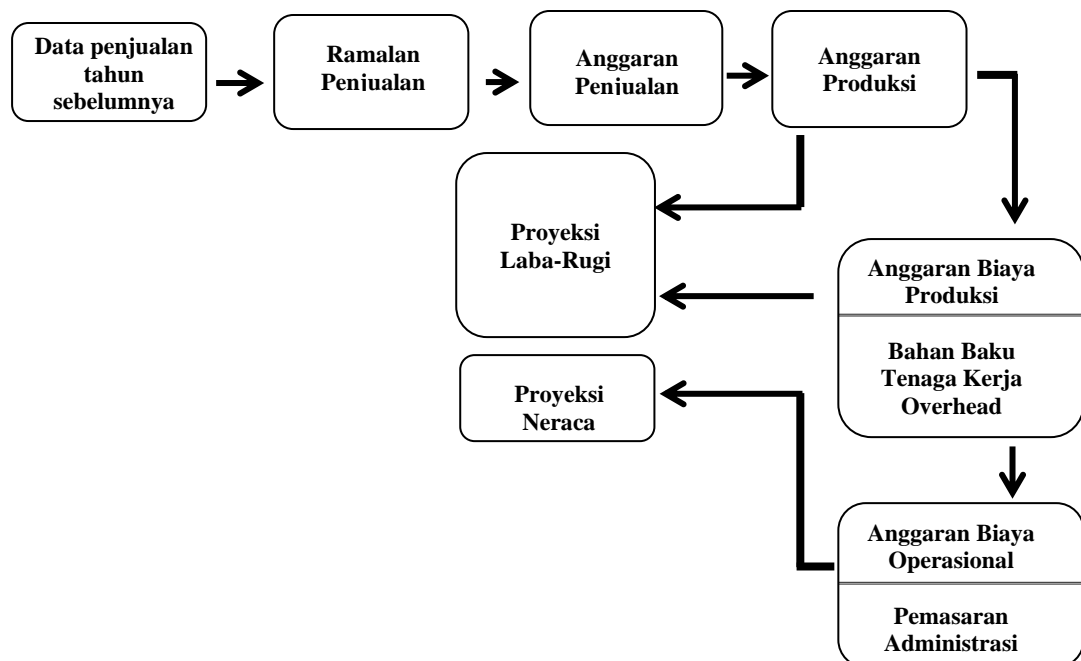 Data penjualan
tahun
sebelumnya
Ramalan
Penjualan
Anggaran
Penjualan
Anggaran
Produksi
Proyeksi
Laba-Rugi
Anggaran Biaya
Produksi
Bahan Baku
Tenaga Kerja
Overhead
Proyeksi
Neraca
Anggaran Biaya
Operasional
Pemasaran
Administrasi